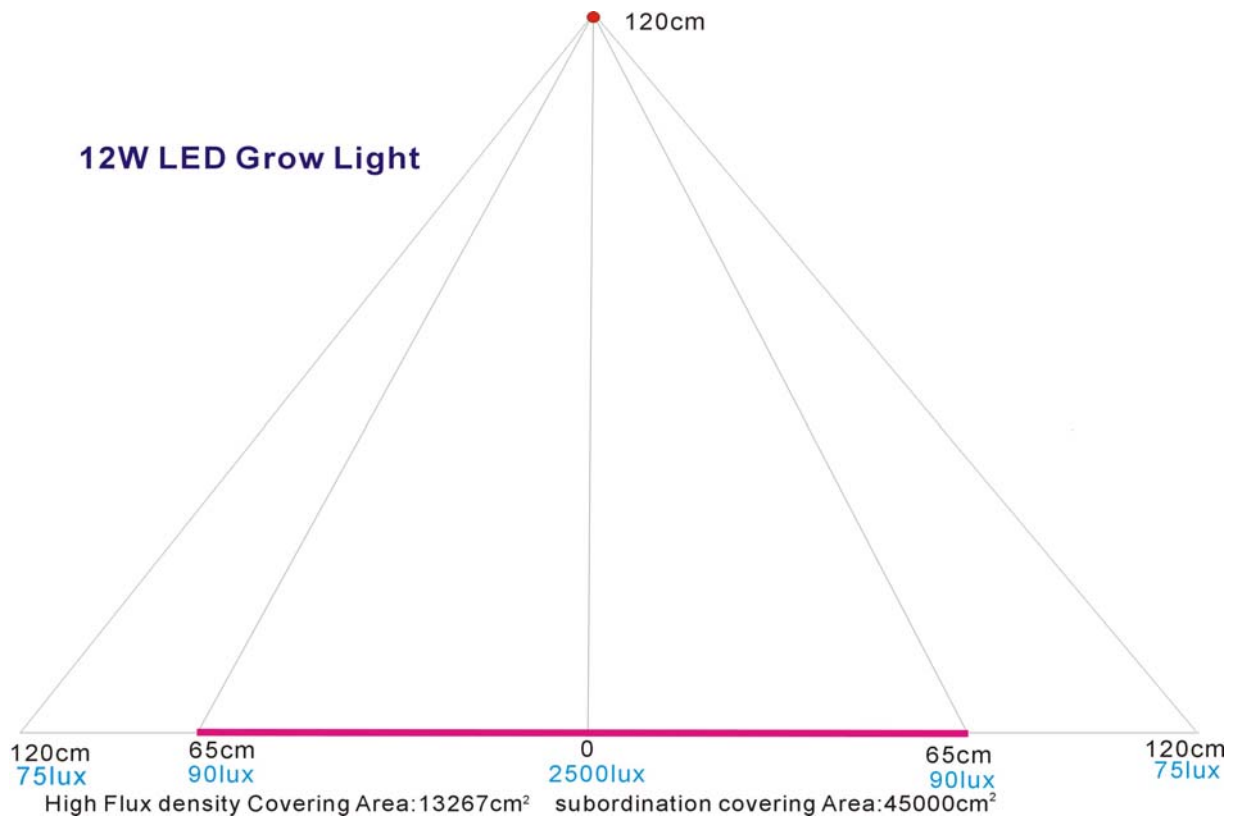 120cm
12W LED Grow Light
120cm 65cm 0 65cm 120cm
75lux 90lux 2500lux 90lux 75lux
High Flux density Covering Area:13267cm² subordination covering Area:45000cm²